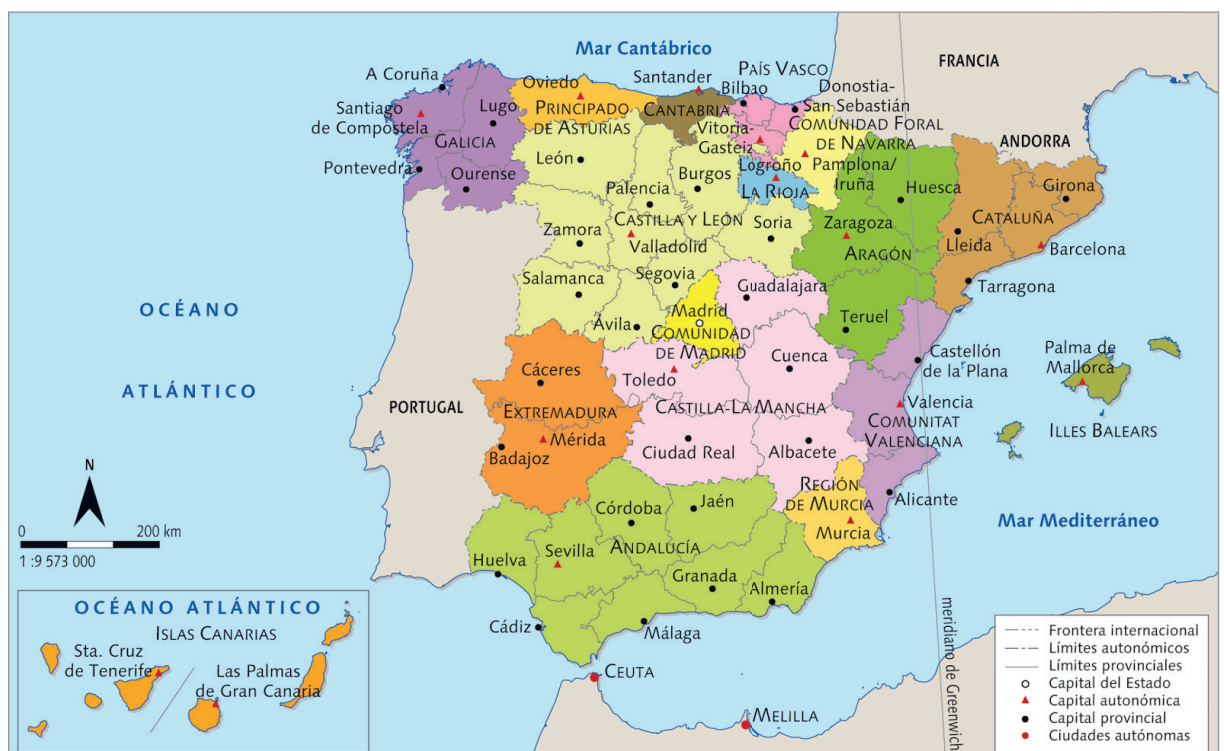 Mar Cantábrico
FRANCIA
A Coruña
Oviedo
Santander
PAÍS VASCO
Bilbao
Donostia-
San Sebastián
Santiago
de Compostela
Lugo
PRINCIPADO
DE ASTURIAS
CANTABRIA
Vitoria-
Gasteiz
COMUNIDAD FORAL
DE NAVARRA
Pamplona/
Iruña
ANDORRA
GALICIA
León
Burgos
Logroño
LA RIOJA
Huesca
Girona
Pontevedra
Ourense
Palencia
CASTILLA Y LEÓN
Soria
Zaragoza
ARAGÓN
CATALUÑA
Lleida
Barcelona
Zamora
Valladolid
Tarragona
Salamanca
Segovia
Guadalajara
OCÉANO
ATLÁNTICO
Ávila
Madrid
COMUNIDAD
DE MADRID
Teruel
Castellón
de la Plana
Palma de
Mallorca
Cáceres
Toledo
Cuenca
PORTUGAL
EXTREMADURA
CASTILLA-LA MANCHA
Valencia
COMUNITAT
VALENCIANA
ILLES BALEARS
Mérida
Badajoz
Ciudad Real
Albacete
N
0 200 km
1 :9 573 000
Córdoba
Jaén
REGIÓN
DE MURCIA
Murcia
Alicante
Mar Mediterráneo
Huelva
Sevilla
ANDALUCÍA
Granada
Almería
Cádiz
Málaga
CEUTA
MELILLA
meridiano de Greenwich
OCÉANO ATLÁNTICO
ISLAS CANARIAS
Sta. Cruz
de Tenerife
Las Palmas
de Gran Canaria
Frontera internacional
Límites autonómicos
Límites provinciales
Capital del Estado
Capital autonómica
Capital provincial
Ciudades autónomas